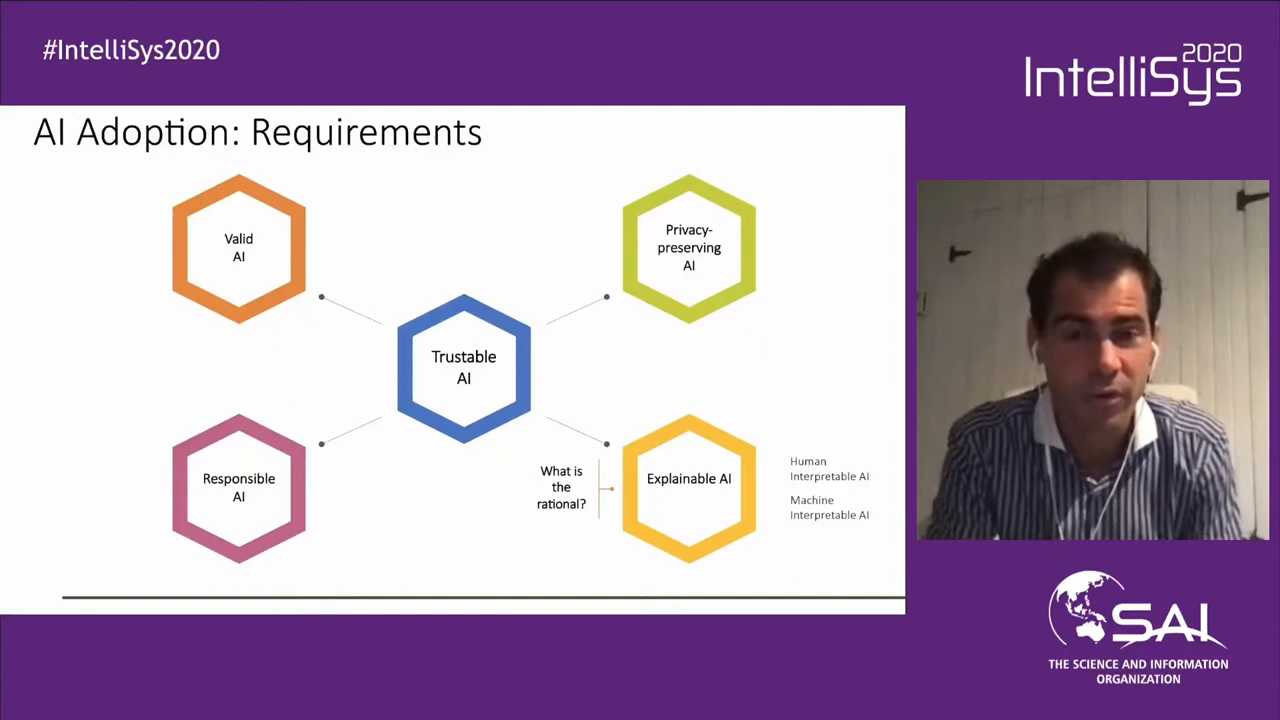 #IntelliSys2020
2020
IntelliSys
AI Adoption: Requirements
Valid
AI
Privacy-
preserving
AI
Trustable
AI
Responsible
AI
What is
the
rational?
Explainable AI
Human
Interpretable AI
Machine
Interpretable AI
SAI
THE SCIENCE AND INFORMATION
ORGANIZATION